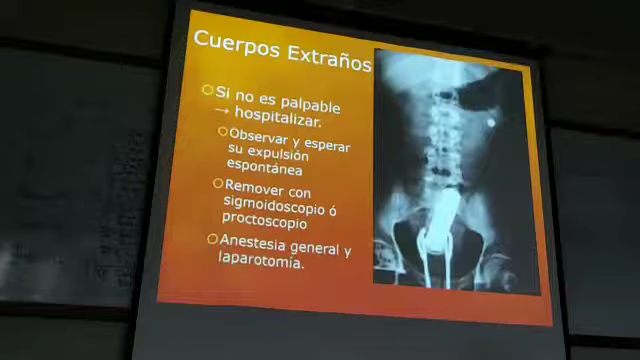 Cuerpos Extraños
Si no es palpable
→ hospitalizar.
Observar y esperar
su expulsión
espontánea
Remover con
sigmoidoscopio ó
proctoscopio
Anestesia general y
laparotomía.